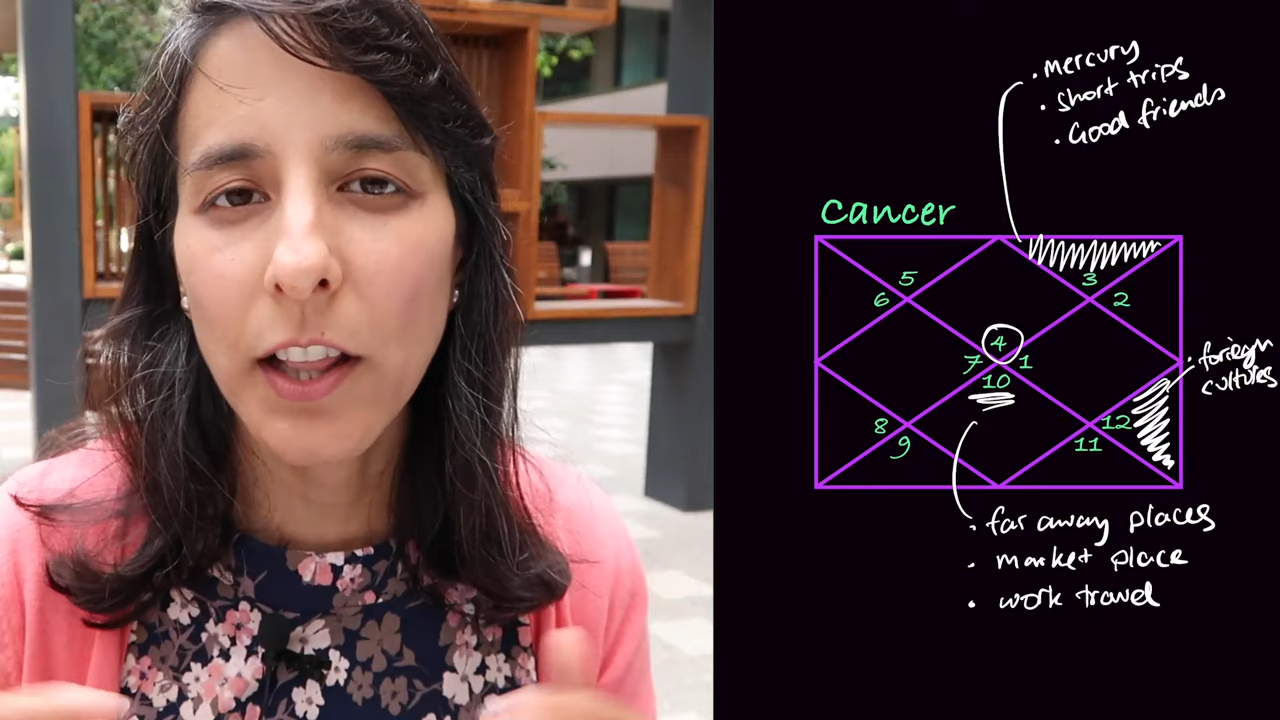 • Mercury
• Short trips
• Good friends
Cancer
5
3
6
2
4
7
1
10
• foriegn
cultures
8
12
9
11
• far away places
• market place
• work travel